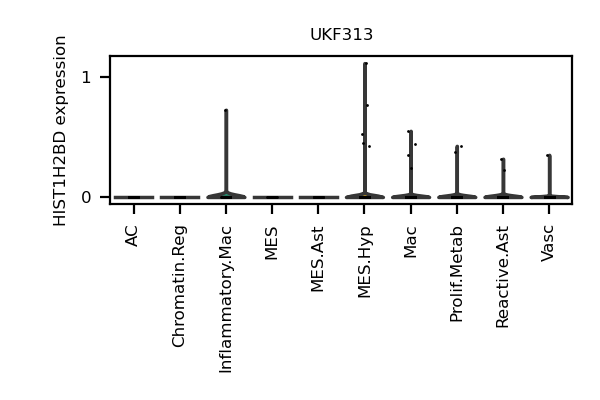 UKF313
HIST1H2BD expression
1
0
AC
Chromatin.Reg
Inflammatory.Mac
MES
MES.Ast
MES.Hyp
Mac
Prolif.Metab
Reactive.Ast
Vasc